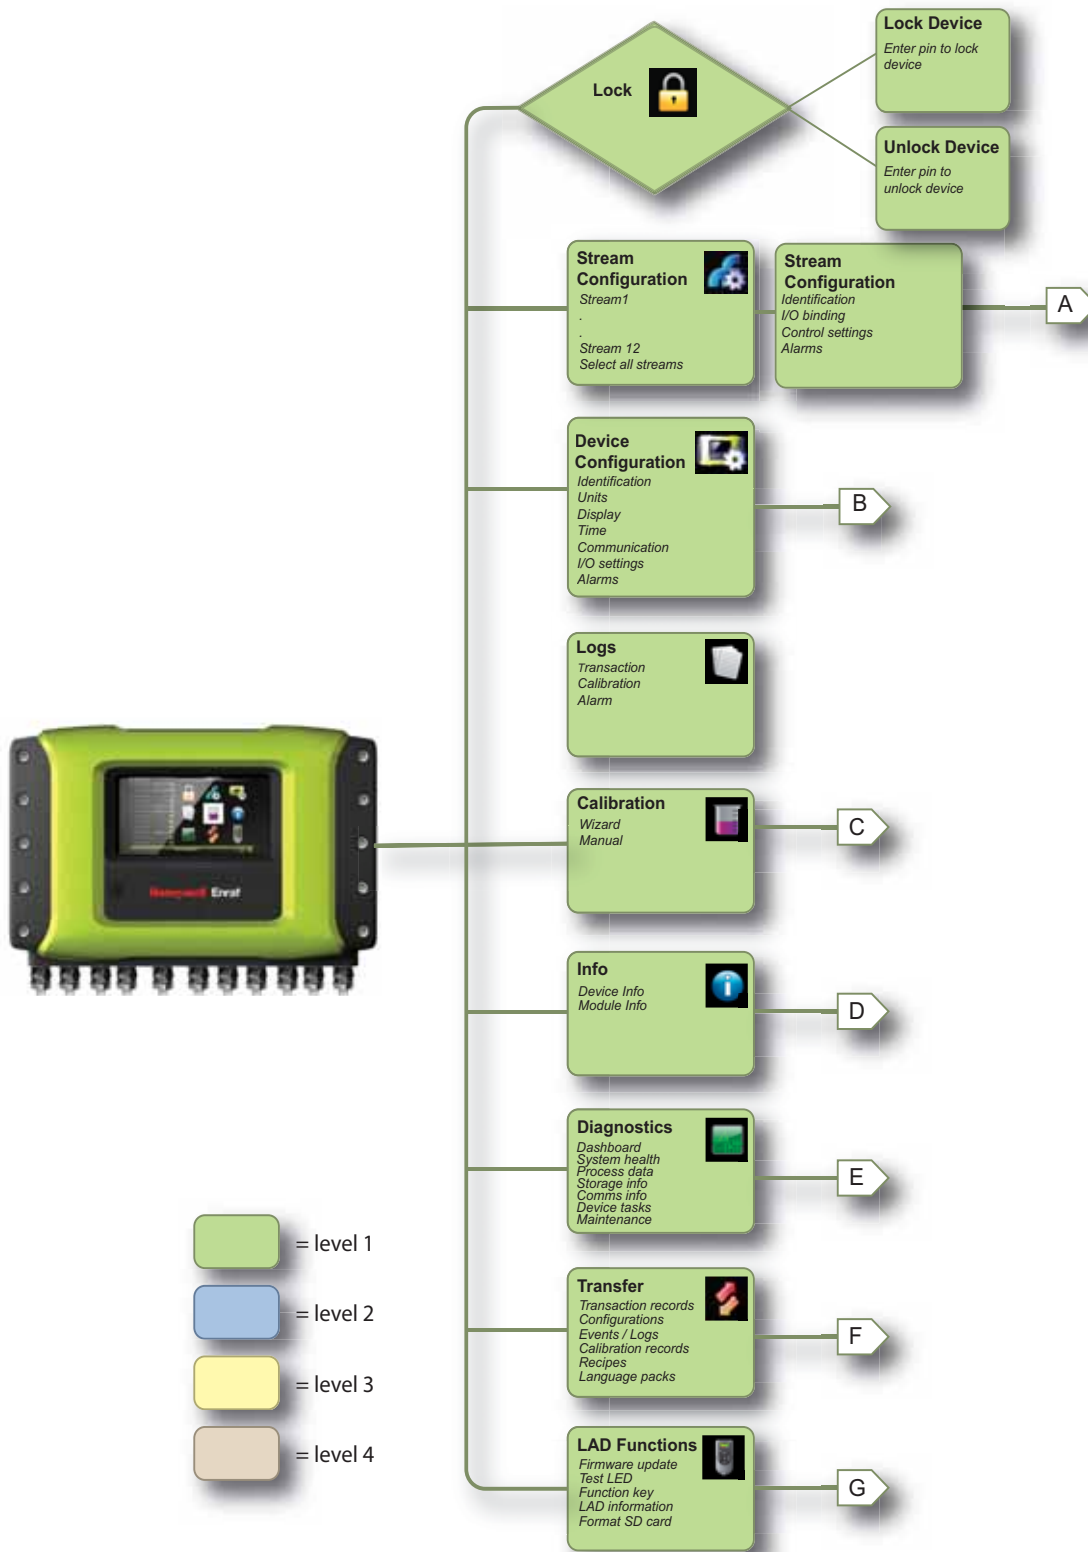 Lock
Lock Device
Enter pin to lock
device
Unlock Device
Enter pin to
unlock device
Stream
Configuration
Stream1
.
.
Stream 12
Select all streams
Stream
Configuration
Identification
I/O binding
Control settings
Alarms
A
Device
Configuration
Identification
Units
Display
Time
Communication
I/O settings
Alarms
B
Logs
Transaction
Calibration
Alarm
Honeywell Enraf
Calibration
Wizard
Manual
C
Info
Device Info
Module Info
D
Diagnostics
Dashboard
System health
Process data
Storage info
Comms info
Device tasks
Maintenance
E
= level 1
= level 2
= level 3
= level 4
Transfer
Transaction records
Configurations
Events / Logs
Calibration records
Recipes
Language packs
F
LAD Functions
Firmware update
Test LED
Function key
LAD information
Format SD card
G